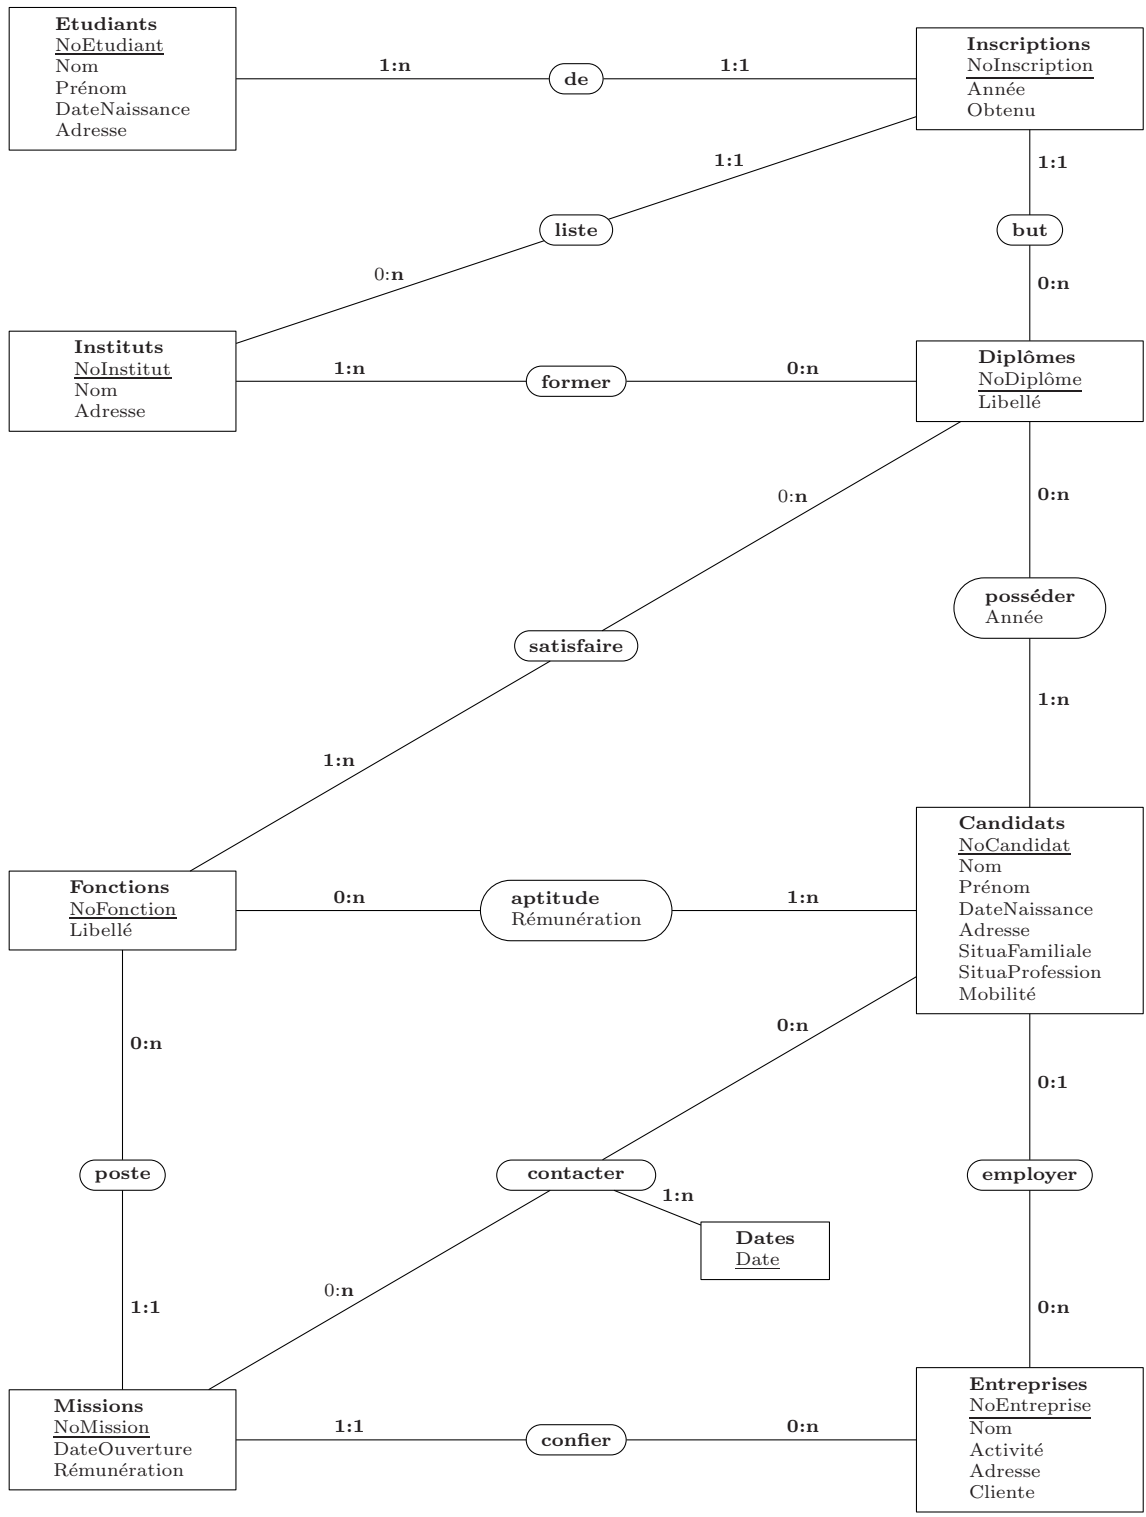 Etudiants
NoEtudiant
Nom
Prénom
DateNaissance
Adresse
1:n
de
1:1
Inscriptions
NoInscription
Année
Obtenu
1:1
liste
0:n
1:1
but
0:n
Instituts
NoInstitut
Nom
Adresse
1:n
former
0:n
Diplômes
NoDiplôme
Libellé
0:n
satisfaire
1:n
0:n
posséder
Année
1:n
Fonctions
NoFonction
Libellé
0:n
aptitude
Rémunération
1:n
Candidats
NoCandidat
Nom
Prénom
DateNaissance
Adresse
SituaFamiliale
SituaProfession
Mobilité
0:n
poste
1:1
0:n
contacter
1:n
Dates
Date
0:n
0:1
employer
0:n
Missions
NoMission
DateOuverture
Rémunération
1:1
confier
0:n
Entreprises
NoEntreprise
Nom
Activité
Adresse
Cliente